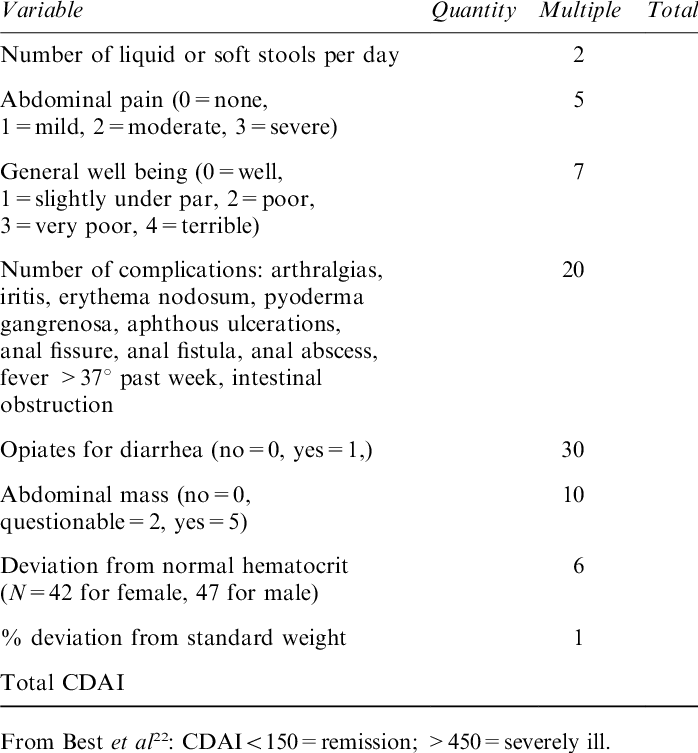 Variable Quantity Multiple Total
Number of liquid or soft stools per day 2
Abdominal pain (0=none, 5
1=mild, 2=moderate, 3=severe)
General well being (0=well, 7
1=slightly under par, 2=poor,
3=very poor, 4=terrible)
Number of complications: arthralgias, 20
iritis, erythema nodosum, pyoderma
gangrenosa, aphthous ulcerations,
anal fissure, anal fistula, anal abscess,
fever >37° past week, intestinal
obstruction
Opiates for diarrhea (no=0, yes=1,) 30
Abdominal mass (no=0, 10
questionable=2, yes=5)
Deviation from normal hematocrit 6
(N=42 for female, 47 for male)
% deviation from standard weight 1
Total CDAI
From Best et al²²: CDAI<150=remission; >450=severely ill.